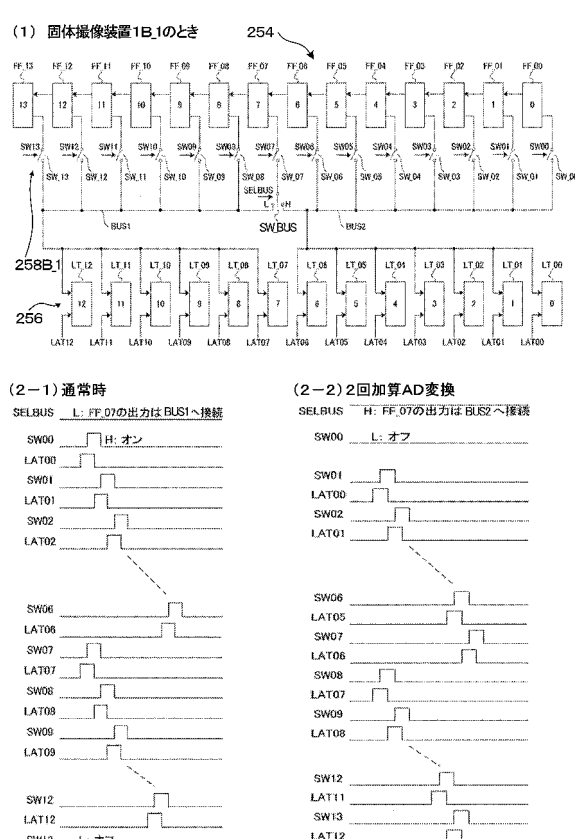 (1) 固体撮像装置1B_1のとき 254
FF_13 FF_12 FF_11 FF_10 FF_09 FF_08 FF_07 FF_06 FF_05 FF_04 FF_03 FF_02 FF_01 FF_00
13 12 11 10 9 8 7 6 5 4 3 2 1 0
SW13 SW12 SW11 SW10 SW09 SW08 SW07 SW06 SW05 SW04 SW03 SW02 SW01 SW00
SW_13 SW_12 SW_11 SW_10 SW_09 SW_08 SW_07 SW_06 SW_05 SW_04 SW_03 SW_02 SW_01 SW_00
SELBUS
L H
BUS1 SW_BUS BUS2
258B_1
LT_12 LT_11 LT_10 LT_09 LT_08 LT_07 LT_06 LT_05 LT_04 LT_03 LT_02 LT_01 LT_00
256
12 11 10 9 8 7 6 5 4 3 2 1 0
LAT12 LAT11 LAT10 LAT09 LAT08 LAT07 LAT06 LAT05 LAT04 LAT03 LAT02 LAT01 LAT00
(2-1)通常時
SELBUS L: FF_07の出力はBUS1へ接続
SW00 H: オン
LAT00
SW01
LAT01
SW02
LAT02
SW06
LAT06
SW07
LAT07
SW08
LAT08
SW09
LAT09
SW12
LAT12
SW13 L: オフ
(2-2)2回加算AD変換
SELBUS H: FF_07の出力はBUS2へ接続
SW00 L: オフ
SW01
LAT00
SW02
LAT01
SW06
LAT05
SW07
LAT06
SW08
LAT07
SW09
LAT08
SW12
LAT11
SW13
LAT12